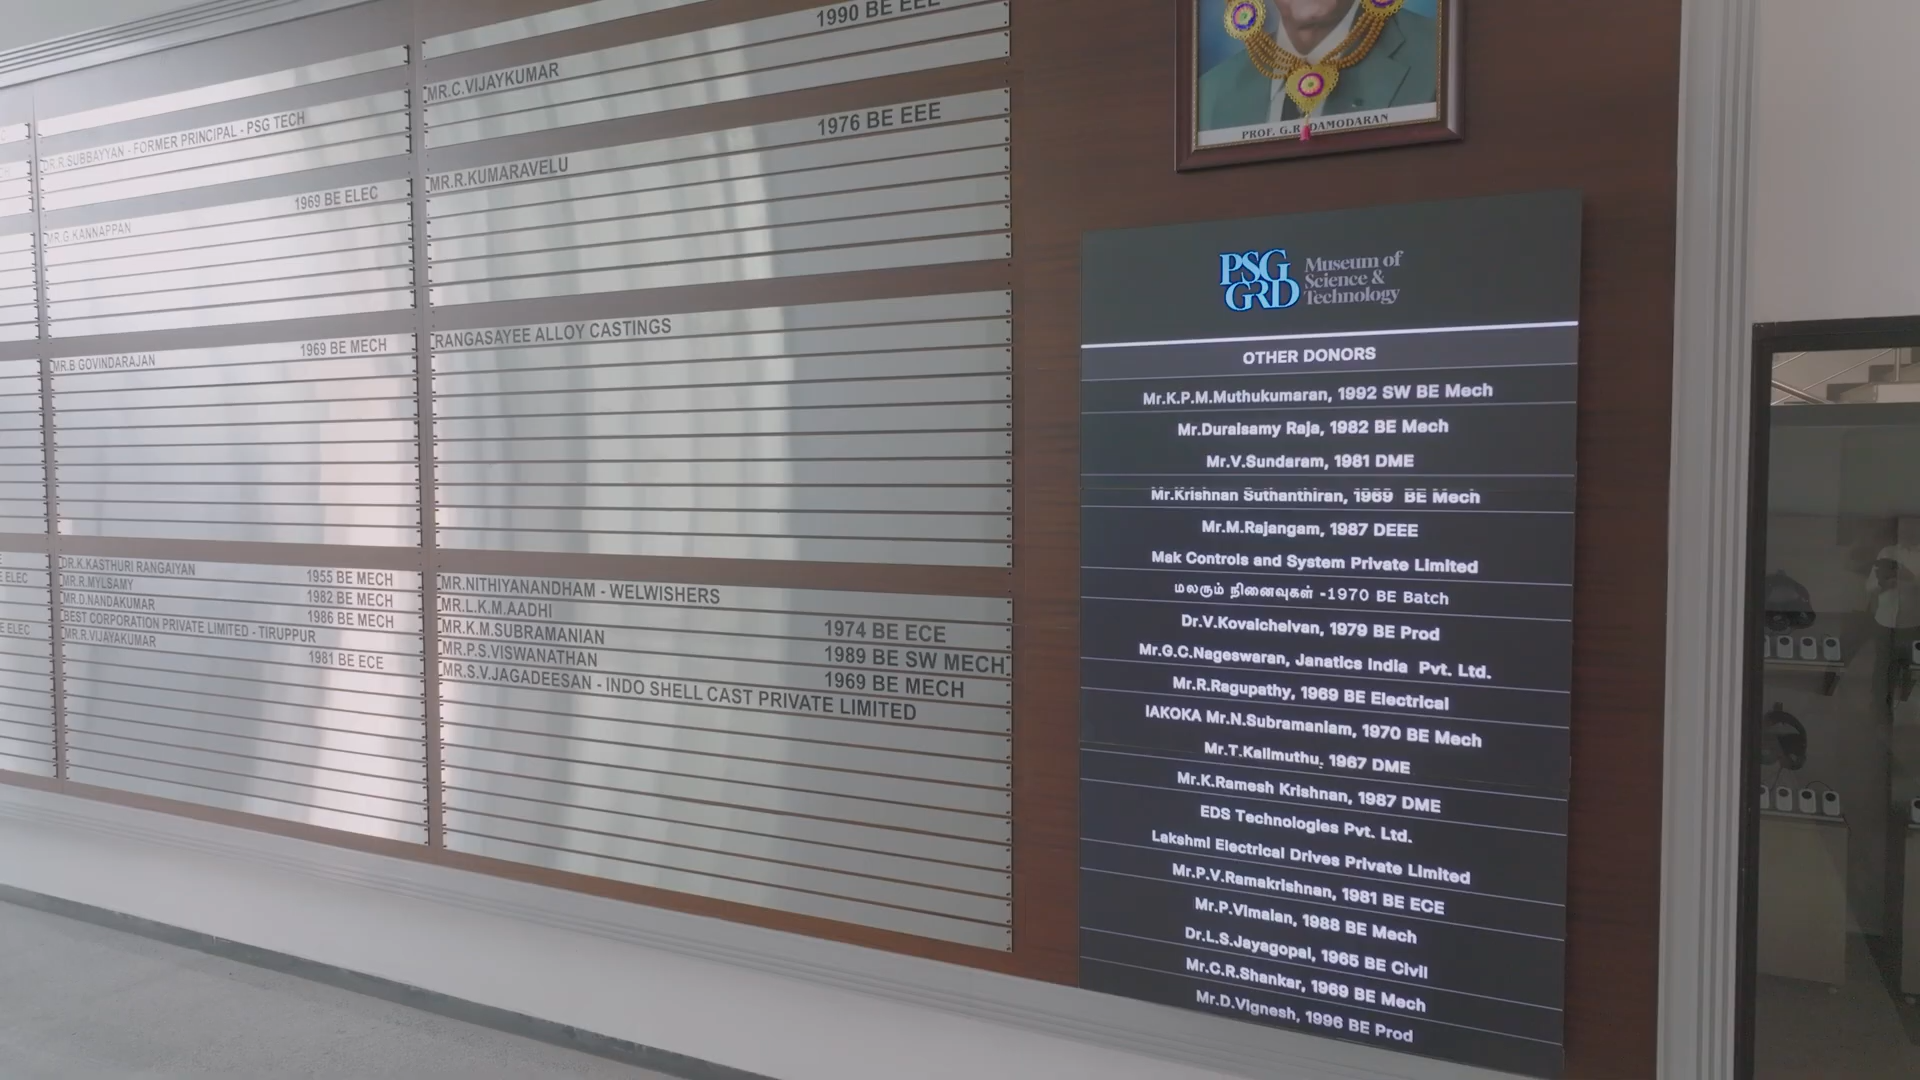 DR.R.SUBBAYYAN - FORMER PRINCIPAL - PSG TECH
1969 BE ELEC
MR.G.KANNAPPAN
1969 BE MECH
MR.B GOVINDARAJAN
ELEC
ELEC
DR.K.KASTHURI RANGAIYAN 1955 BE MECH
MR.R.MYLSAMY 1982 BE MECH
MR.D.NANDAKUMAR 1986 BE MECH
BEST CORPORATION PRIVATE LIMITED - TIRUPPUR
MR.R.VIJAYAKUMAR 1981 BE ECE
1990 BE EEE
MR.C.VIJAYKUMAR
1976 BE EEE
MR.R.KUMARAVELU
RANGASAYEE ALLOY CASTINGS
MR.NITHIYANANDHAM - WELWISHERS
MR.L.K.M.AADHI 1974 BE ECE
MR.K.M.SUBRAMANIAN 1989 BE SW MECH
MR.P.S.VISWANATHAN 1969 BE MECH
MR.S.V.JAGADEESAN - INDO SHELL CAST PRIVATE LIMITED
PROF. G.R.DAMODARAN
PSG GRD Museum of Science & Technology
OTHER DONORS
Mr.K.P.M.Muthukumaran, 1992 SW BE Mech
Mr.Duraisamy Raja, 1982 BE Mech
Mr.V.Sundaram, 1981 DME
Mr.Krishnan Suthanthiran, 1969 BE Mech
Mr.M.Rajangam, 1987 DEEE
Mak Controls and System Private Limited
மலரும் நினைவுகள் -1970 BE Batch
Dr.V.Kovaichelvan, 1979 BE Prod
Mr.G.C.Nageswaran, Janatics India Pvt. Ltd.
Mr.R.Ragupathy, 1969 BE Electrical
IAKOKA Mr.N.Subramaniam, 1970 BE Mech
Mr.T.Kalimuthu, 1967 DME
Mr.K.Ramesh Krishnan, 1987 DME
EDS Technologies Pvt. Ltd.
Lakshmi Electrical Drives Private Limited
Mr.P.V.Ramakrishnan, 1981 BE ECE
Mr.P.Vimalan, 1988 BE Mech
Dr.L.S.Jayagopal, 1965 BE Civil
Mr.C.R.Shankar, 1969 BE Mech
Mr.D.Vignesh, 1996 BE Prod